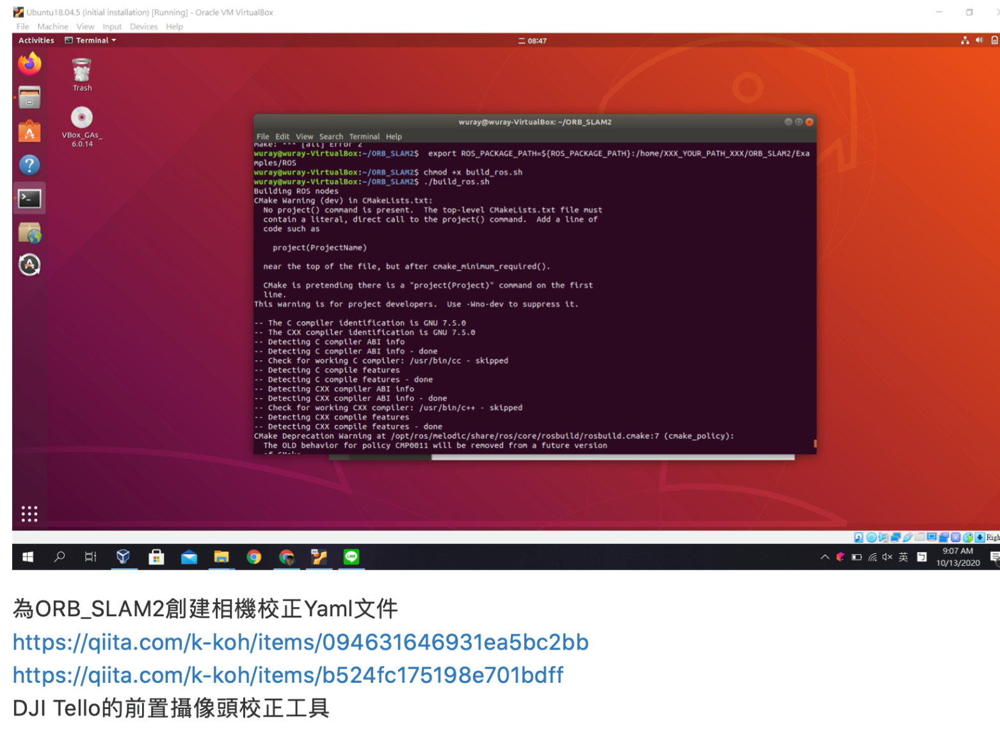 Ubuntu18.04.5 (initial installation) [Running] - Oracle VM VirtualBox
File Machine View Input Devices Help
Activities Terminal 二 08:47
Trash
VBox_GAs_
6.0.14
wuray@wuray-VirtualBox: ~/ORB_SLAM2
File Edit View Search Terminal Help
make: *** [all] Error 2
wuray@wuray-VirtualBox:~/ORB_SLAM2$  export ROS_PACKAGE_PATH=${ROS_PACKAGE_PATH}:/home/XXX_YOUR_PATH_XXX/ORB_SLAM2/Exa
mples/ROS
wuray@wuray-VirtualBox:~/ORB_SLAM2$ chmod +x build_ros.sh
wuray@wuray-VirtualBox:~/ORB_SLAM2$ ./build_ros.sh
Building ROS nodes
CMake Warning (dev) in CMakeLists.txt:
  No project() command is present.  The top-level CMakeLists.txt file must
  contain a literal, direct call to the project() command.  Add a line of
  code such as
    project(ProjectName)
  near the top of the file, but after cmake_minimum_required().
  CMake is pretending there is a "project(Project)" command on the first
  line.
This warning is for project developers.  Use -Wno-dev to suppress it.
-- The C compiler identification is GNU 7.5.0
-- The CXX compiler identification is GNU 7.5.0
-- Detecting C compiler ABI info
-- Detecting C compiler ABI info - done
-- Check for working C compiler: /usr/bin/cc - skipped
-- Detecting C compile features
-- Detecting C compile features - done
-- Detecting CXX compiler ABI info
-- Detecting CXX compiler ABI info - done
-- Check for working CXX compiler: /usr/bin/c++ - skipped
-- Detecting CXX compile features
-- Detecting CXX compile features - done
CMake Deprecation Warning at /opt/ros/melodic/share/ros/core/rosbuild/rosbuild.cmake:7 (cmake_policy):
  The OLD behavior for policy CMP0011 will be removed from a future version
  of CMake
Righ
英 9:07 AM
10/13/2020
為ORB_SLAM2創建相機校正Yaml文件
https://qiita.com/k-koh/items/094631646931ea5bc2bb
https://qiita.com/k-koh/items/b524fc175198e701bdff
DJI Tello的前置攝像頭校正工具